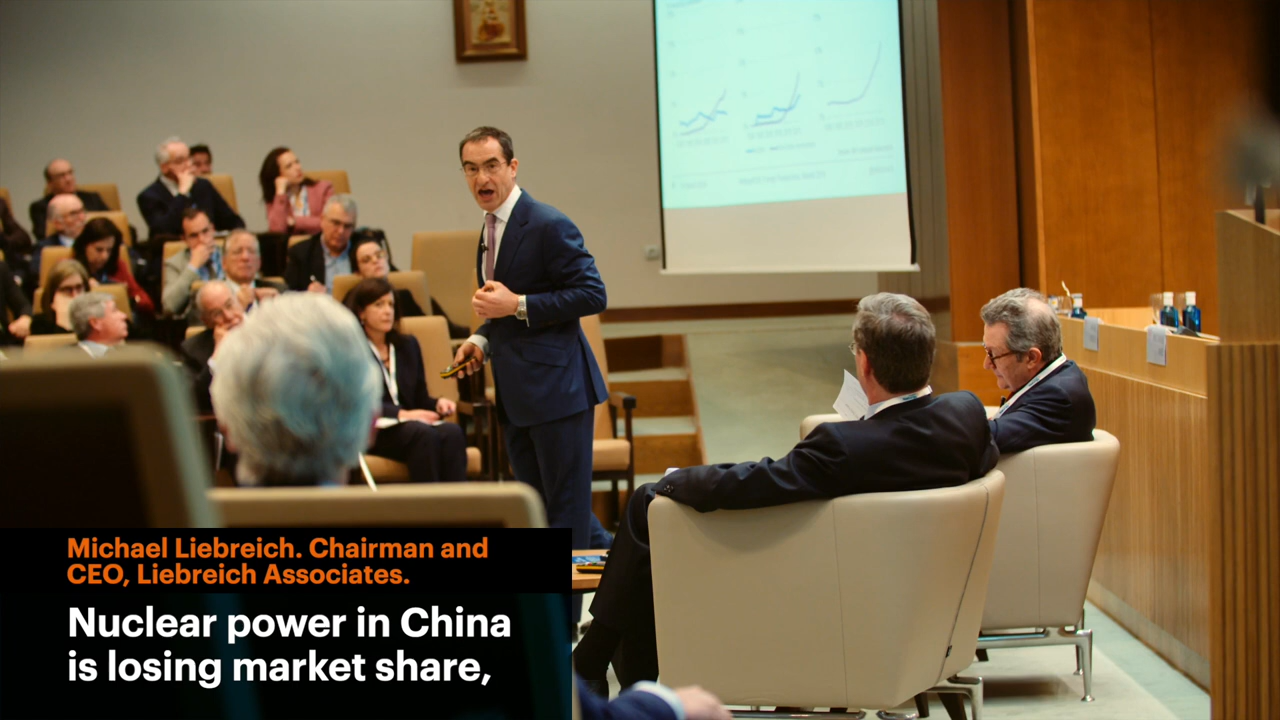 Michael Liebreich. Chairman and
CEO, Liebreich Associates.
Nuclear power in China
is losing market share,